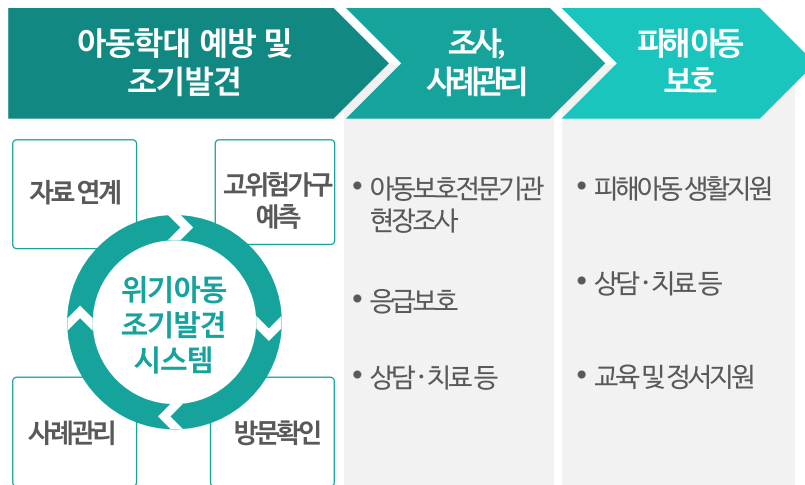 아동학대 예방 및
조기발견
조사,
사례관리
피해아동
보호
자료 연계
고위험가구
예측
위기아동
조기발견
시스템
사례관리
방문확인
• 아동보호전문기관
현장조사
• 응급보호
• 상담·치료 등
• 피해아동 생활지원
• 상담·치료 등
• 교육 및 정서지원